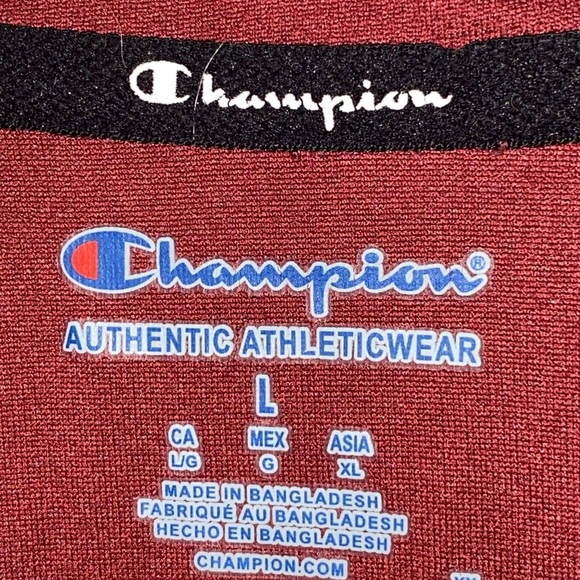 Champion
Champion®
AUTHENTIC ATHLETICWEAR
L
CA MEX ASIA
L/G G XL
MADE IN BANGLADESH
FABRIQUÉ AU BANGLADESH
HECHO EN BANGLADESH
CHAMPION.COM